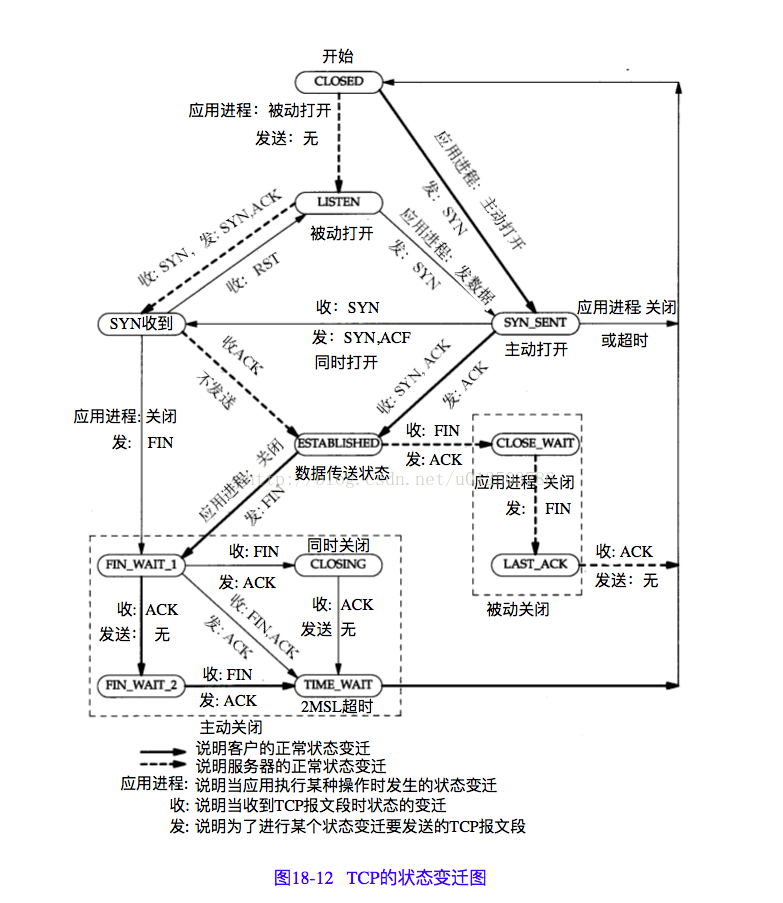 开始
CLOSED
应用进程：被动打开
发送：无
应用进程：主动打开
发：SYN
LISTEN
被动打开
收: SYN，发: SYN,ACK
收：RST
应用进程：发数据
发：SYN
SYN收到
收：SYN
发：SYN,ACF
同时打开
SYN_SENT
主动打开
应用进程 关闭
或超时
收ACK
不发送
收: SYN, ACK
发: ACK
应用进程: 关闭
发: FIN
ESTABLISHED
数据传送状态
收: FIN
发: ACK
CLOSE_WAIT
应用进程 关闭
发: FIN
LAST_ACK
收: ACK
发送：无
被动关闭
应用进程：关闭
发: FIN
同时关闭
FIN_WAIT_1
收: FIN
发: ACK
CLOSING
收: ACK
发送： 无
收: FIN,ACK
发: ACK
收: ACK
发送 无
FIN_WAIT_2
收: FIN
发: ACK
TIME_WAIT
2MSL超时
主动关闭
说明客户的正常状态变迁
说明服务器的正常状态变迁
应用进程: 说明当应用执行某种操作时发生的状态变迁
收: 说明当收到TCP报文段时状态的变迁
发: 说明为了进行某个状态变迁要发送的TCP报文段
图18-12 TCP的状态变迁图